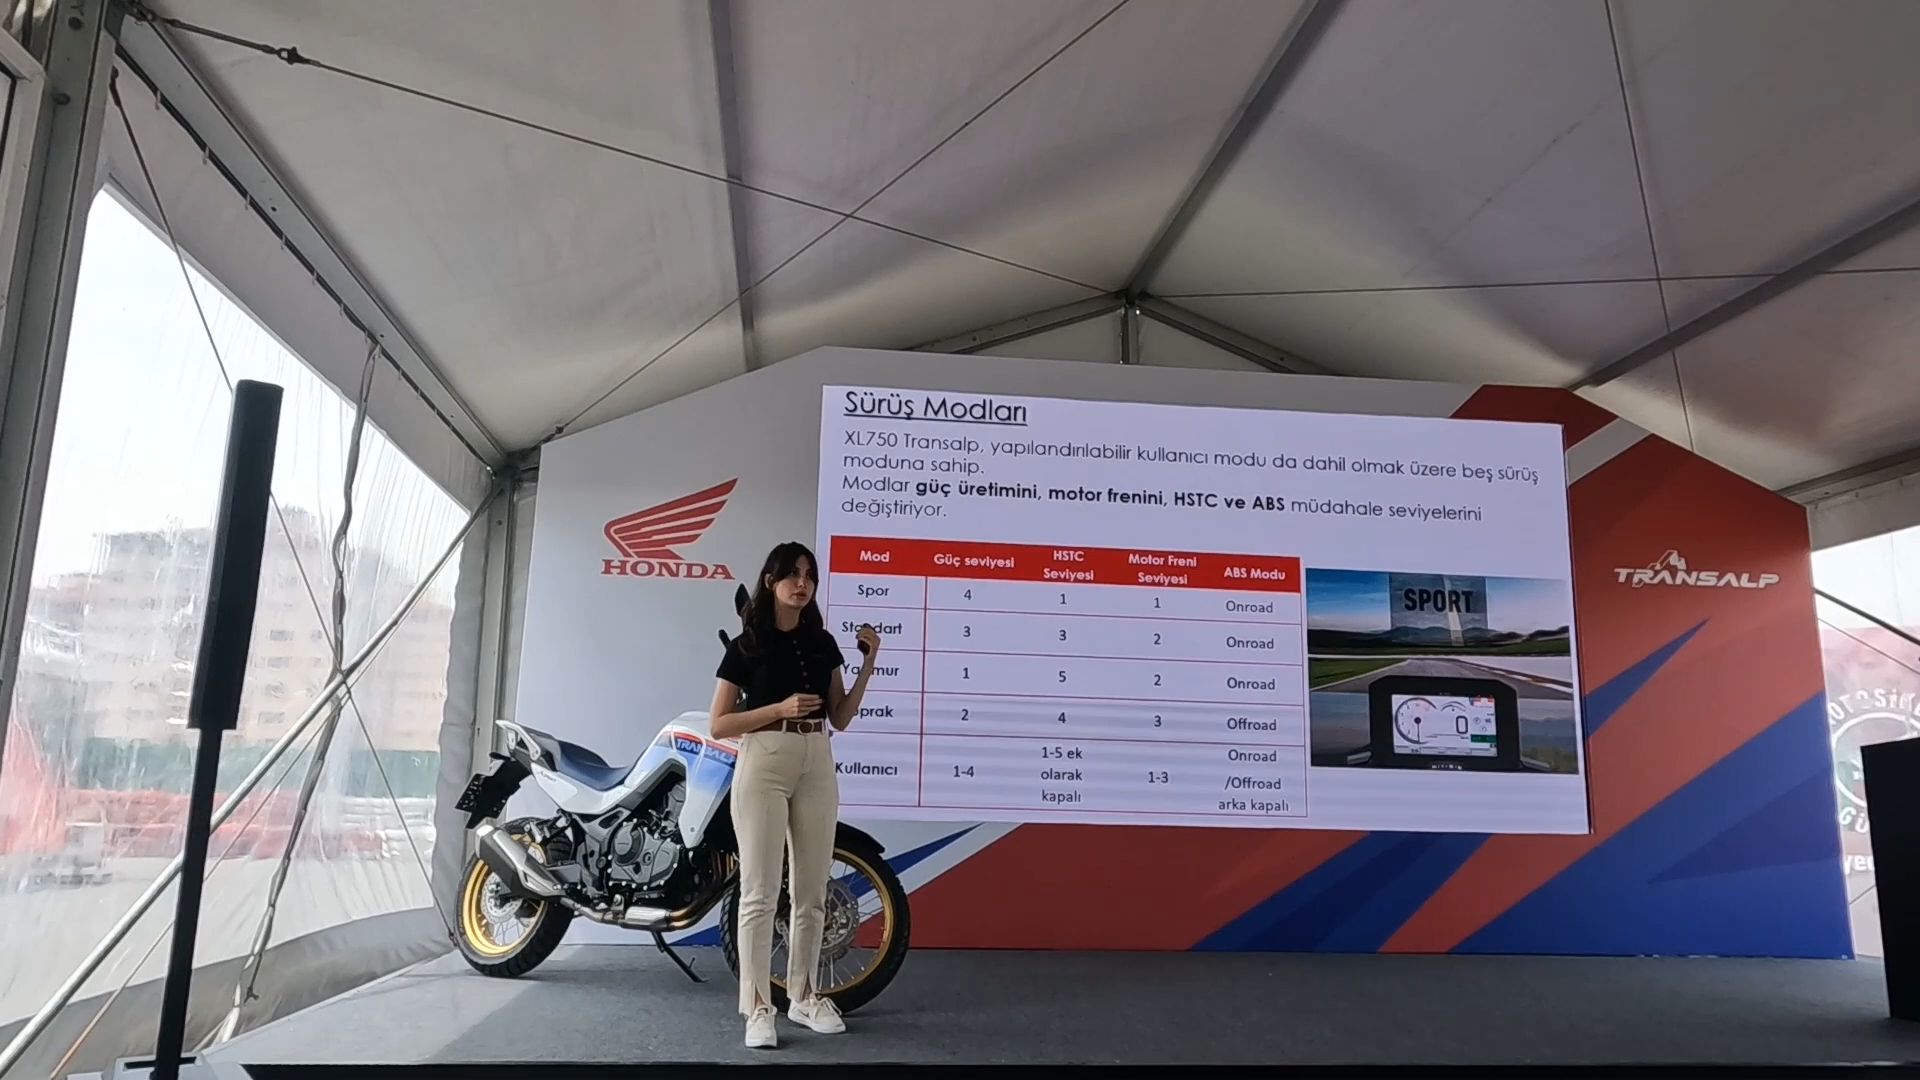 Sürüş Modları
XL750 Transalp, yapılandırılabilir kullanıcı modu da dahil olmak üzere beş sürüş
moduna sahip.
Modlar güç üretimini, motor frenini, HSTC ve ABS müdahale seviyelerini
değiştiriyor.
Mod Güç seviyesi HSTC Seviyesi Motor Freni Seviyesi ABS Modu
Spor 4 1 1 Onroad
3 3 2 Onroad
1 5 2 Onroad
2 4 3 Offroad
Kullanıcı 1-4 1-5 ek olarak kapalı 1-3 Onroad /Offroad arka kapalı
SPORT
0
HONDA
TRANSALP
TRANSALP